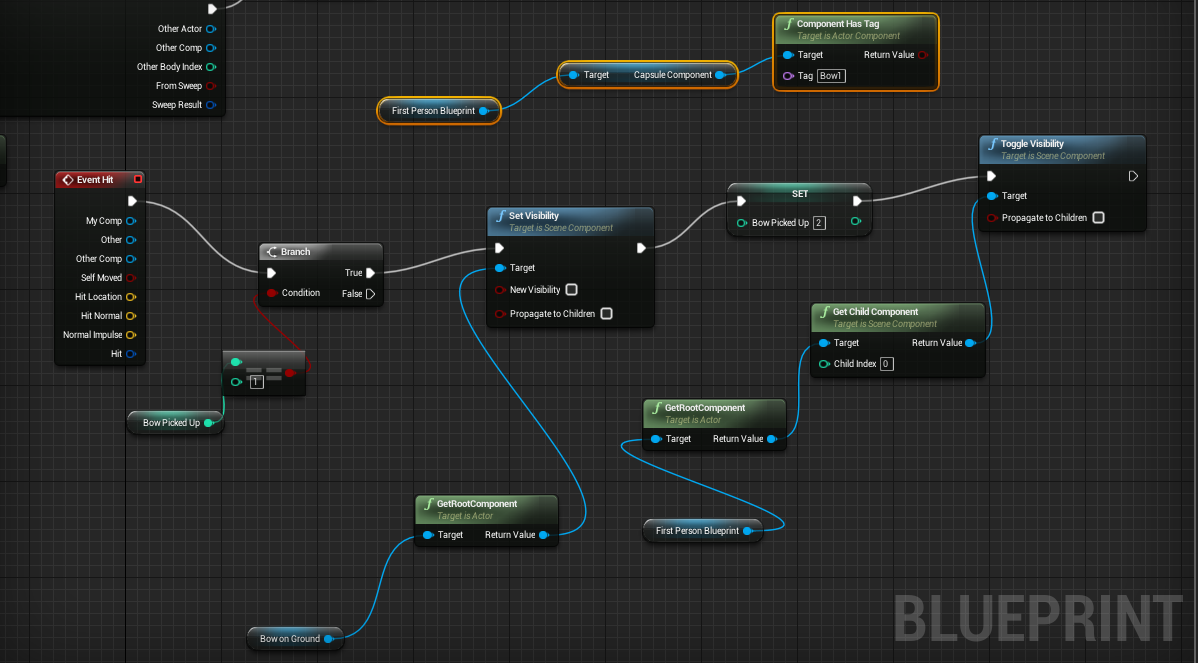 Other Actor
Other Comp
Other Body Index
From Sweep
Sweep Result
First Person Blueprint
Target Capsule Component
Component Has Tag
Target is Actor Component
Target Return Value
Tag Bow1
Event Hit
My Comp
Other
Other Comp
Self Moved
Hit Location
Hit Normal
Normal Impulse
Hit
Branch
True
Condition False
1
Bow Picked Up
Set Visibility
Target is Scene Component
Target
New Visibility
Propagate to Children
SET
Bow Picked Up 2
Toggle Visibility
Target is Scene Component
Target
Propagate to Children
Get Child Component
Target is Scene Component
Target Return Value
Child Index 0
GetRootComponent
Target is Actor
Target Return Value
First Person Blueprint
GetRootComponent
Target is Actor
Target Return Value
Bow on Ground
BLUEPRINT